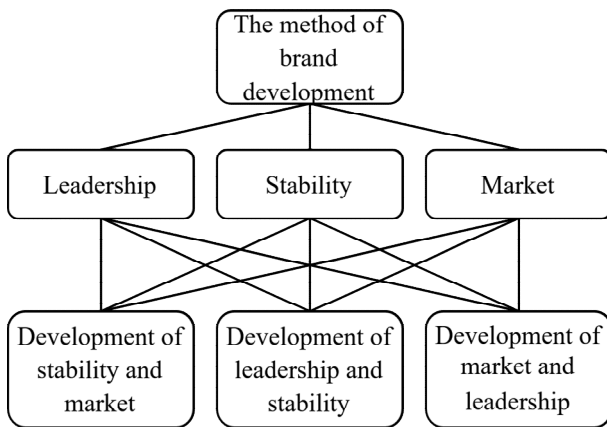 The method of
brand
development
Leadership
Stability
Market
Development of
stability and
market
Development of
leadership and
stability
Development of
market and
leadership